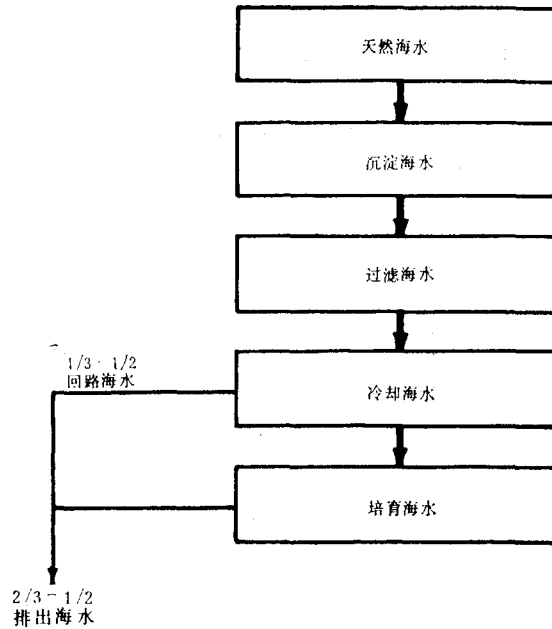 天然海水
沉淀海水
过滤海水
1/3-1/2
回路海水
冷却海水
培育海水
2/3-1/2
排出海水